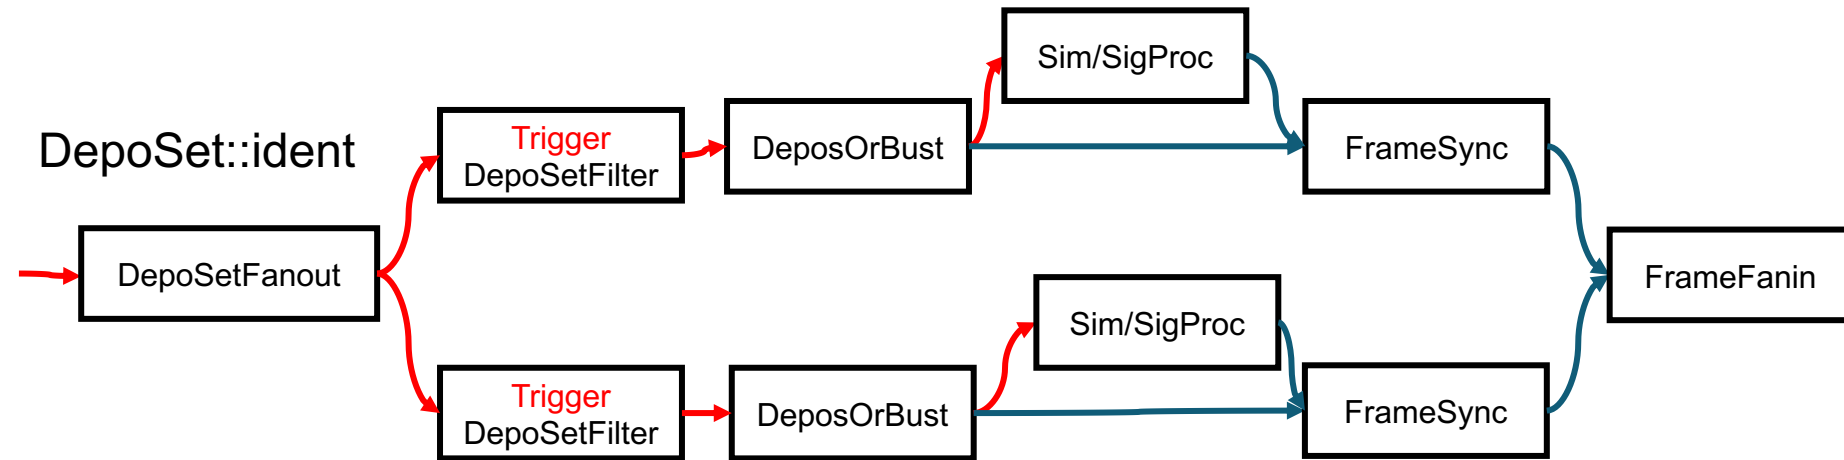 DepoSet::ident
DepoSetFanout
Trigger
DepoSetFilter
DeposOrBust
Sim/SigProc
FrameSync
Trigger
DepoSetFilter
DeposOrBust
Sim/SigProc
FrameSync
FrameFanin